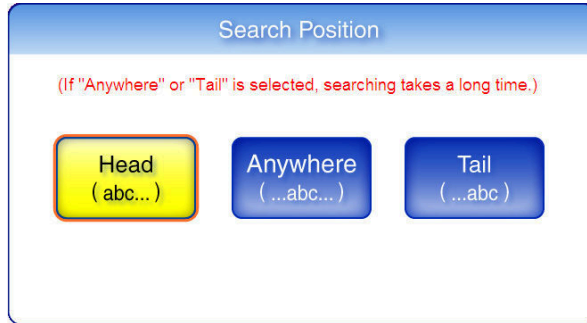 Search Position
(If "Anywhere" or "Tail" is selected, searching takes a long time.)
Head Anywhere Tail
( abc... ) ( ...abc... ) ( ...abc )